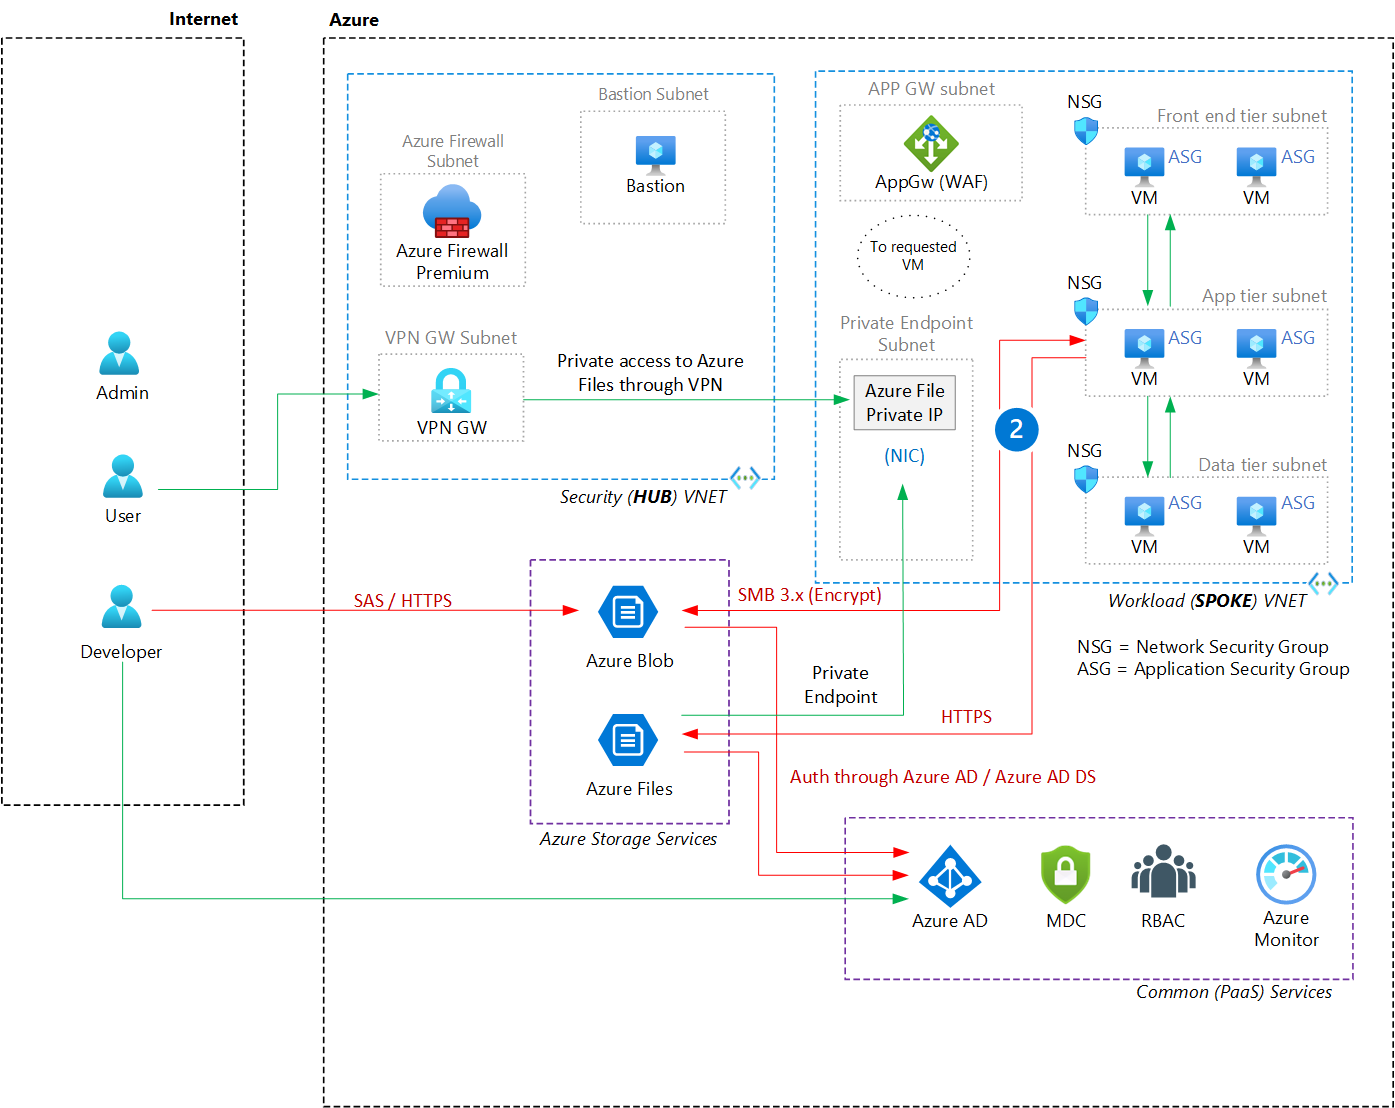 Internet
Azure
Bastion Subnet
Bastion
Azure Firewall
Subnet
Azure Firewall
Premium
VPN GW Subnet
VPN GW
Private access to Azure
Files through VPN
Security (HUB) VNET
APP GW subnet
AppGw (WAF)
To requested
VM
Private Endpoint
Subnet
Azure File
Private IP
(NIC)
2
NSG
Front end tier subnet
ASG
VM
ASG
VM
NSG
App tier subnet
ASG
VM
ASG
VM
NSG
Data tier subnet
ASG
VM
ASG
VM
Workload (SPOKE) VNET
NSG = Network Security Group
ASG = Application Security Group
Admin
User
Developer
SAS / HTTPS
Azure Blob
Azure Files
Azure Storage Services
SMB 3.x (Encrypt)
Private
Endpoint
HTTPS
Auth through Azure AD / Azure AD DS
Azure AD
MDC
RBAC
Azure
Monitor
Common (PaaS) Services